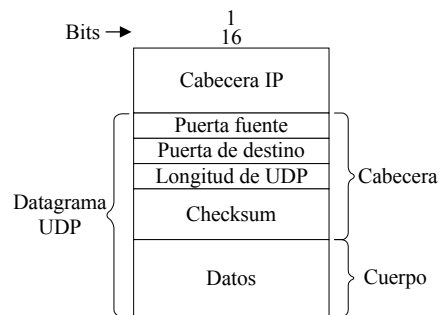 Bits
1
16
Cabecera IP
Puerta fuente
Puerta de destino
Longitud de UDP
Checksum
Datos
Datagrama
UDP
Cabecera
Cuerpo